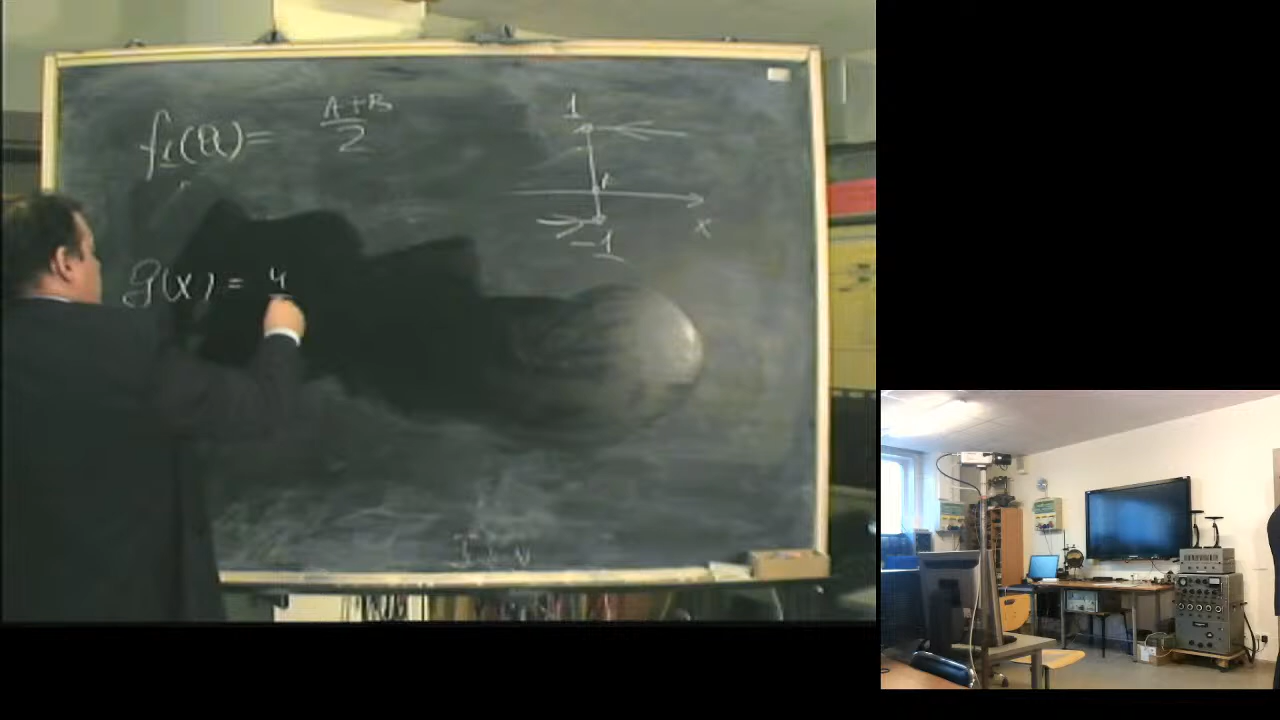 f₁(a) = A+B/2
1
x
-1
g(x) = 4